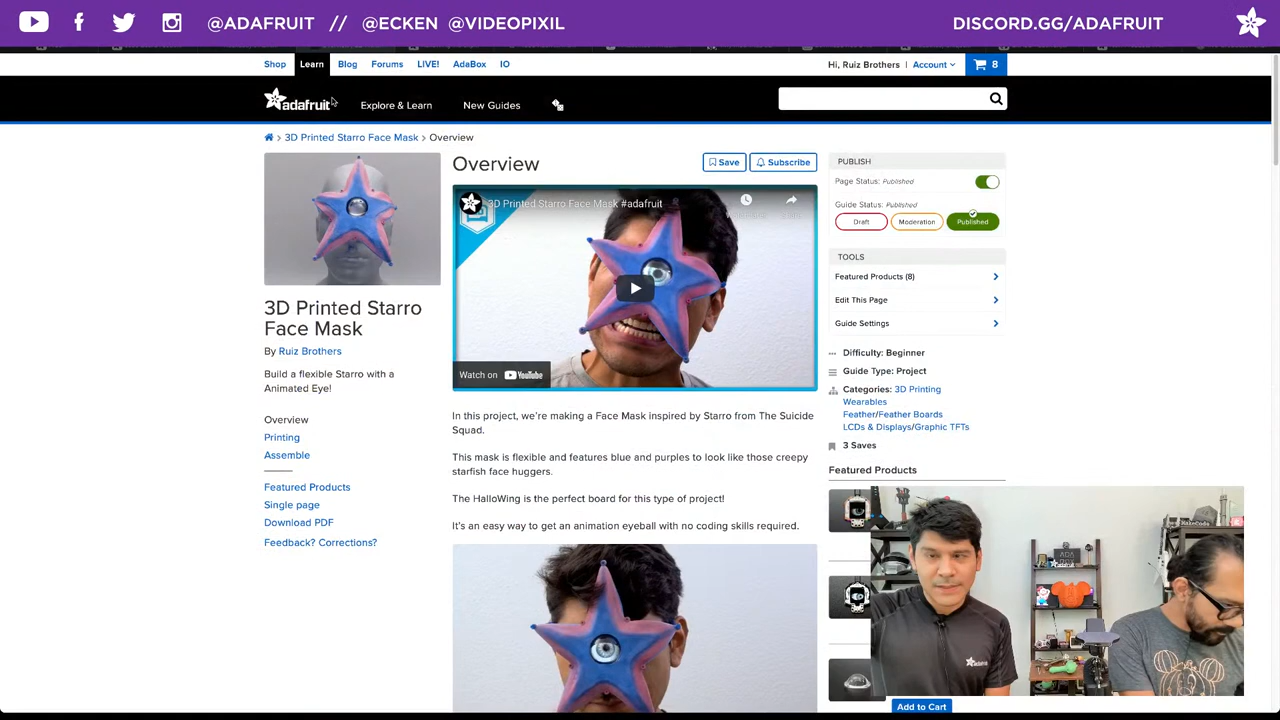 @ADAFRUIT // @ECKEN @VIDEOPIXIL
DISCORD.GG/ADAFRUIT
Shop Learn Blog Forums LIVE! AdaBox IO
Hi, Ruiz Brothers | Account 8
adafruit Explore & Learn New Guides
3D Printed Starro Face Mask > Overview
3D Printed Starro
Face Mask
By Ruiz Brothers
Build a flexible Starro with a
Animated Eye!
Overview
Printing
Assemble
Featured Products
Single page
Download PDF
Feedback? Corrections?
Overview
Save Subscribe
3D Printed Starro Face Mask #adafruit
Watch on YouTube
In this project, we're making a Face Mask inspired by Starro from The Suicide
Squad.
This mask is flexible and features blue and purples to look like those creepy
starfish face huggers.
The HalloWing is the perfect board for this type of project!
It's an easy way to get an animation eyeball with no coding skills required.
PUBLISH
Page Status: Published
Guide Status: Published
Draft Moderation Published
TOOLS
Featured Products (8)
Edit This Page
Guide Settings
Difficulty: Beginner
Guide Type: Project
Categories: 3D Printing
Wearables
Feather/Feather Boards
LCDs & Displays/Graphic TFTs
3 Saves
Featured Products
ADA
BOX
adafruit
adafruit
Add to Cart